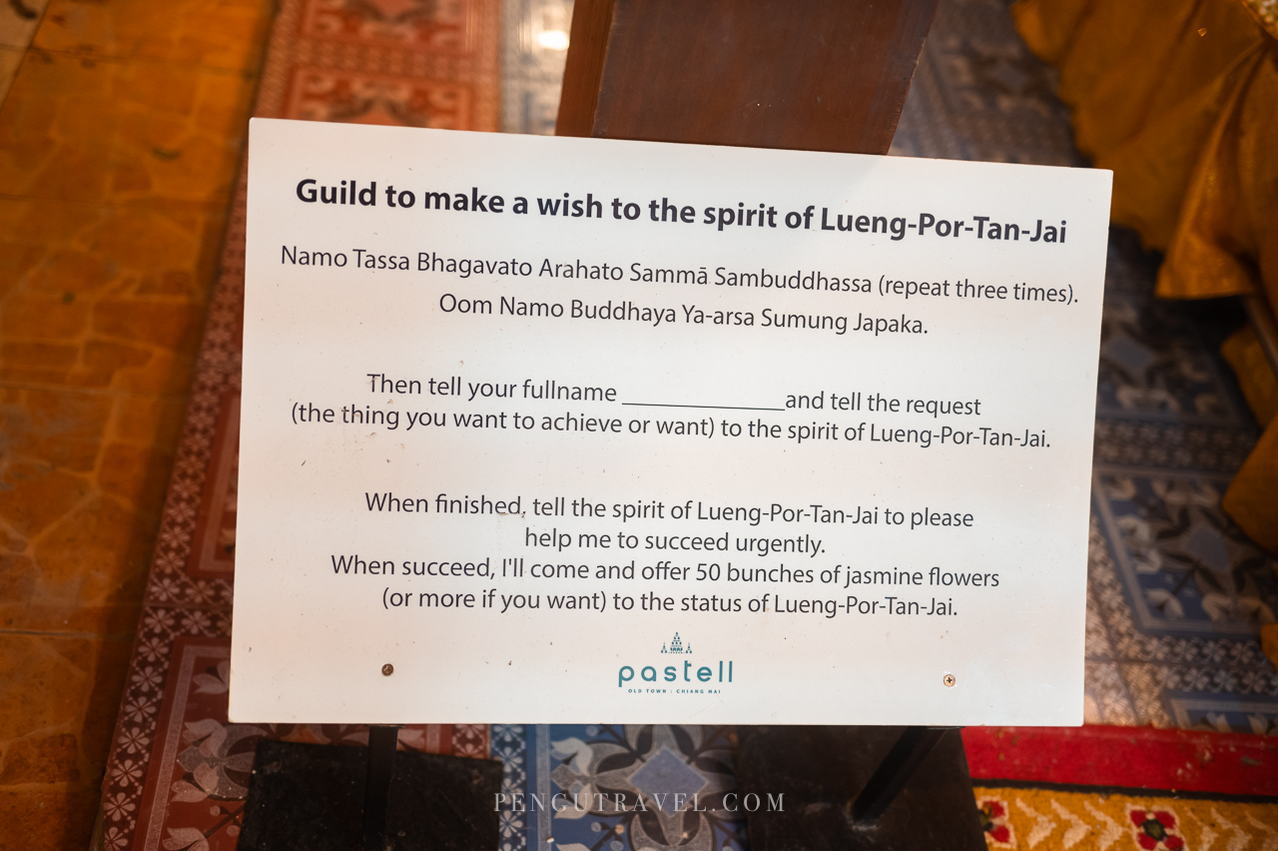 Guild to make a wish to the spirit of Lueng-Por-Tan-Jai
Namo Tassa Bhagavato Arahato Sammā Sambuddhassa (repeat three times).
Oom Namo Buddhaya Ya-arsa Sumung Japaka.
Then tell your fullname _____________and tell the request
(the thing you want to achieve or want) to the spirit of Lueng-Por-Tan-Jai.
When finished, tell the spirit of Lueng-Por-Tan-Jai to please
help me to succeed urgently.
When succeed, I'll come and offer 50 bunches of jasmine flowers
(or more if you want) to the status of Lueng-Por-Tan-Jai.
pastell
OLD TOWN : CHIANG MAI
PENGUTRAVEL.COM